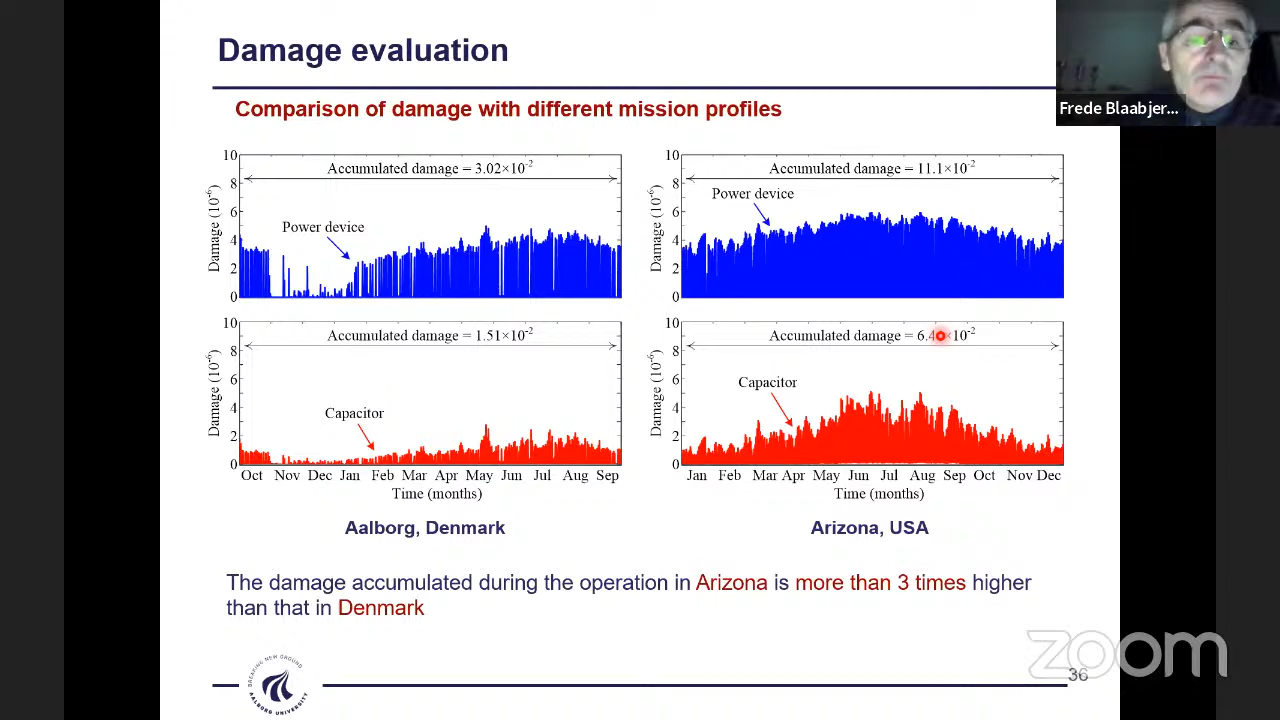 Damage evaluation
Comparison of damage with different mission profiles
Frede Blaabjer...
10
8
6
4
2
0
Damage (10-6)
Accumulated damage = 3.02×10-2
Power device
10
8
6
4
2
0
Damage (10-6)
Accumulated damage = 11.1×10-2
Power device
10
8
6
4
2
0
Damage (10-6)
Accumulated damage = 1.51×10-2
Capacitor
Oct Nov Dec Jan Feb Mar Apr May Jun Jul Aug Sep
Time (months)
10
8
6
4
2
0
Damage (10-6)
Accumulated damage =
Capacitor
Jan Feb Mar Apr May Jun Jul Aug Sep Oct Nov Dec
Time (months)
Aalborg, Denmark
Arizona, USA
The damage accumulated during the operation in Arizona is more than 3 times higher
than that in Denmark
BREAKING NEW GROUND
AALBORG UNIVERSITY
zoom
36